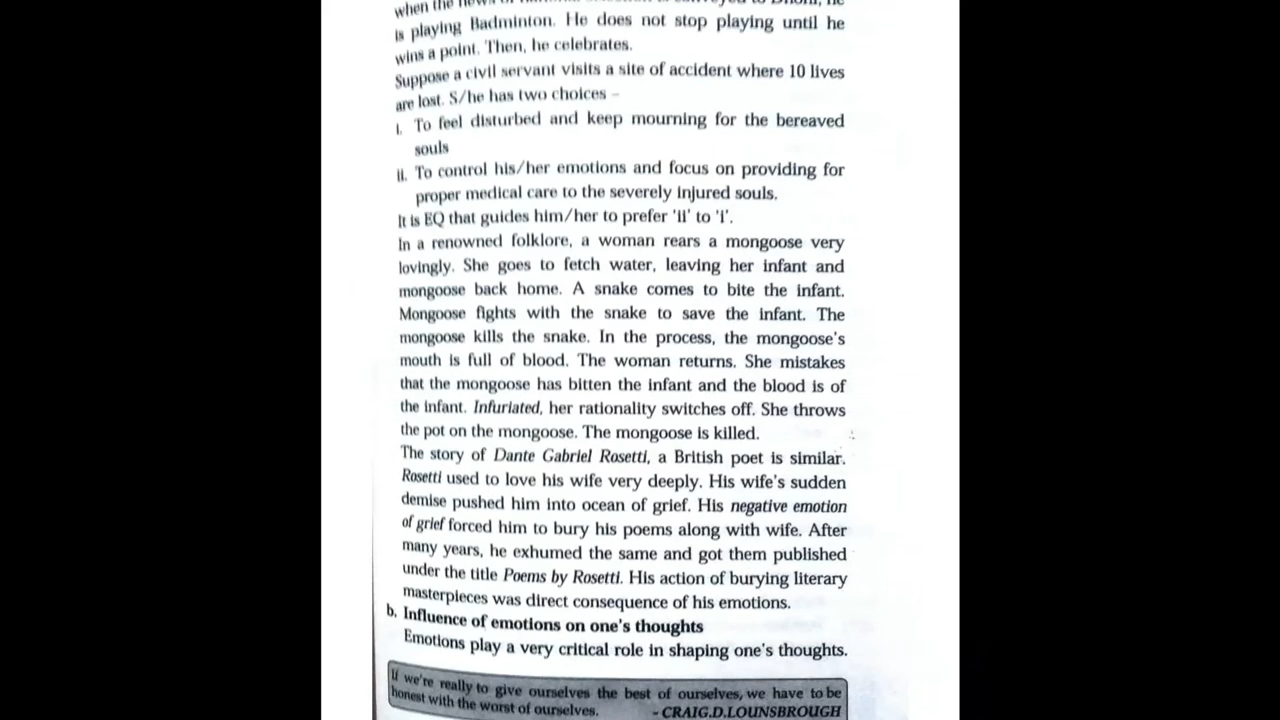 when the news of
is playing Badminton. He does not stop playing until he
wins a point. Then, he celebrates.
Suppose a civil servant visits a site of accident where 10 lives
are lost. S/he has two choices –
i. To feel disturbed and keep mourning for the bereaved
souls
ii. To control his/her emotions and focus on providing for
proper medical care to the severely injured souls.
It is EQ that guides him/her to prefer 'ii' to 'i'.
In a renowned folklore, a woman rears a mongoose very
lovingly. She goes to fetch water, leaving her infant and
mongoose back home. A snake comes to bite the infant.
Mongoose fights with the snake to save the infant. The
mongoose kills the snake. In the process, the mongoose's
mouth is full of blood. The woman returns. She mistakes
that the mongoose has bitten the infant and the blood is of
the infant. Infuriated, her rationality switches off. She throws
the pot on the mongoose. The mongoose is killed.
The story of Dante Gabriel Rosetti, a British poet is similar.
Rosetti used to love his wife very deeply. His wife's sudden
demise pushed him into ocean of grief. His negative emotion
of grief forced him to bury his poems along with wife. After
many years, he exhumed the same and got them published
under the title Poems by Rosetti. His action of burying literary
masterpieces was direct consequence of his emotions.
b. Influence of emotions on one's thoughts
Emotions play a very critical role in shaping one's thoughts.
If we're really to give ourselves the best of ourselves, we have to be
honest with the worst of ourselves. - CRAIG.D.LOUNSBROUGH